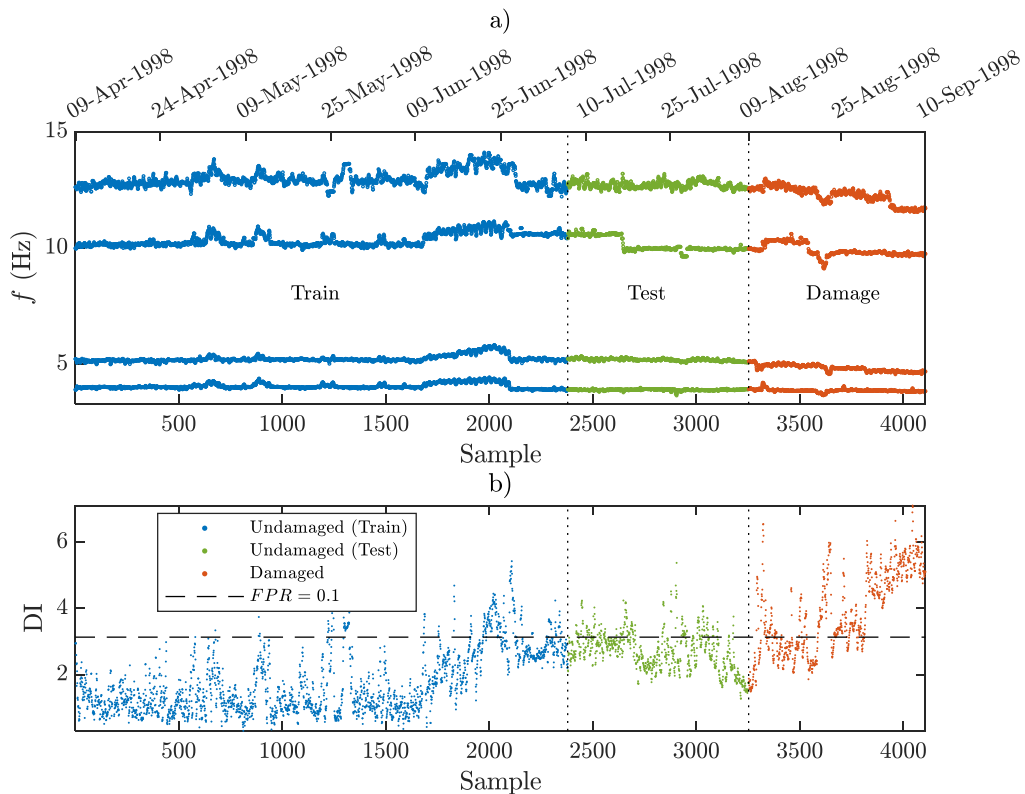 a)
09-Apr-1998 24-Apr-1998 09-May-1998 25-May-1998 09-Jun-1998 25-Jun-1998 10-Jul-1998 25-Jul-1998 09-Aug-1998 25-Aug-1998 10-Sep-1998
15
10
5
f (Hz)
Train Test Damage
500 1000 1500 2000 2500 3000 3500 4000
Sample
b)
6
4
2
DI
Undamaged (Train)
Undamaged (Test)
Damaged
FPR = 0.1
500 1000 1500 2000 2500 3000 3500 4000
Sample